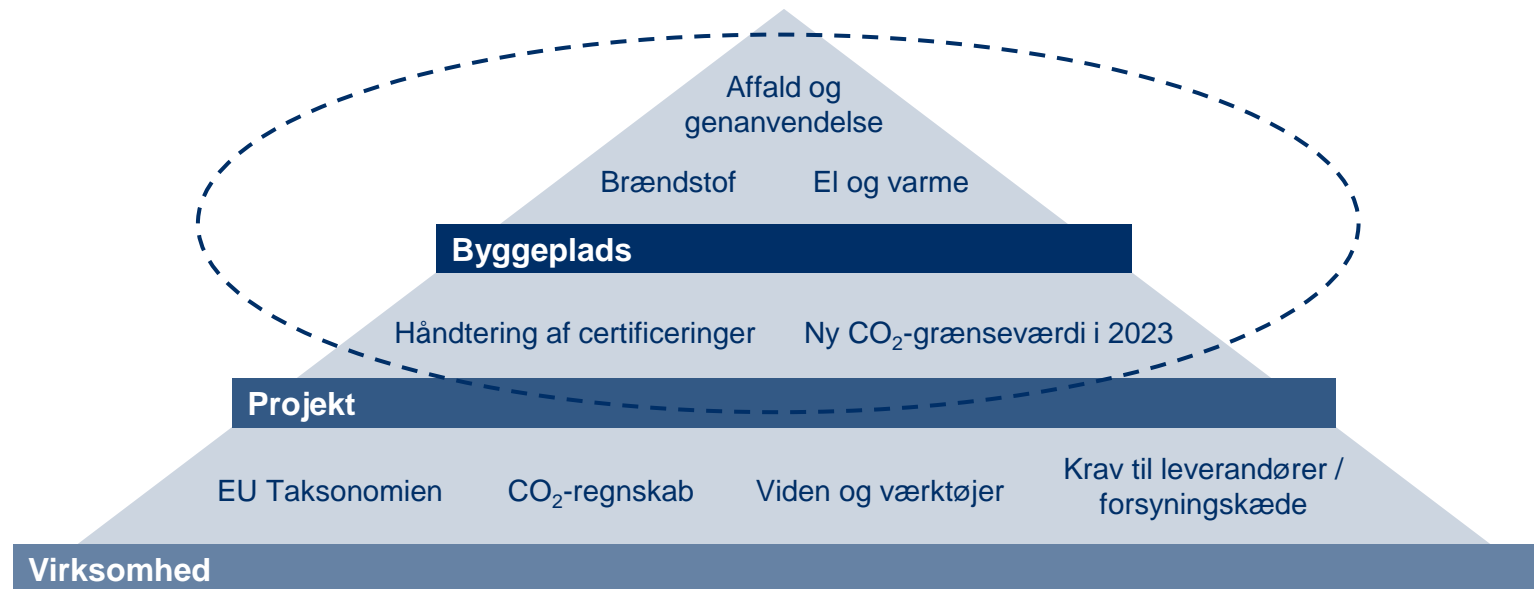 Affald og
genanvendelse
Brændstof
El og varme
Byggeplads
Håndtering af certificeringer
Ny CO₂-grænseværdi i 2023
Projekt
EU Taksonomien
CO₂-regnskab
Viden og værktøjer
Krav til leverandører /
forsyningskæde
Virksomhed